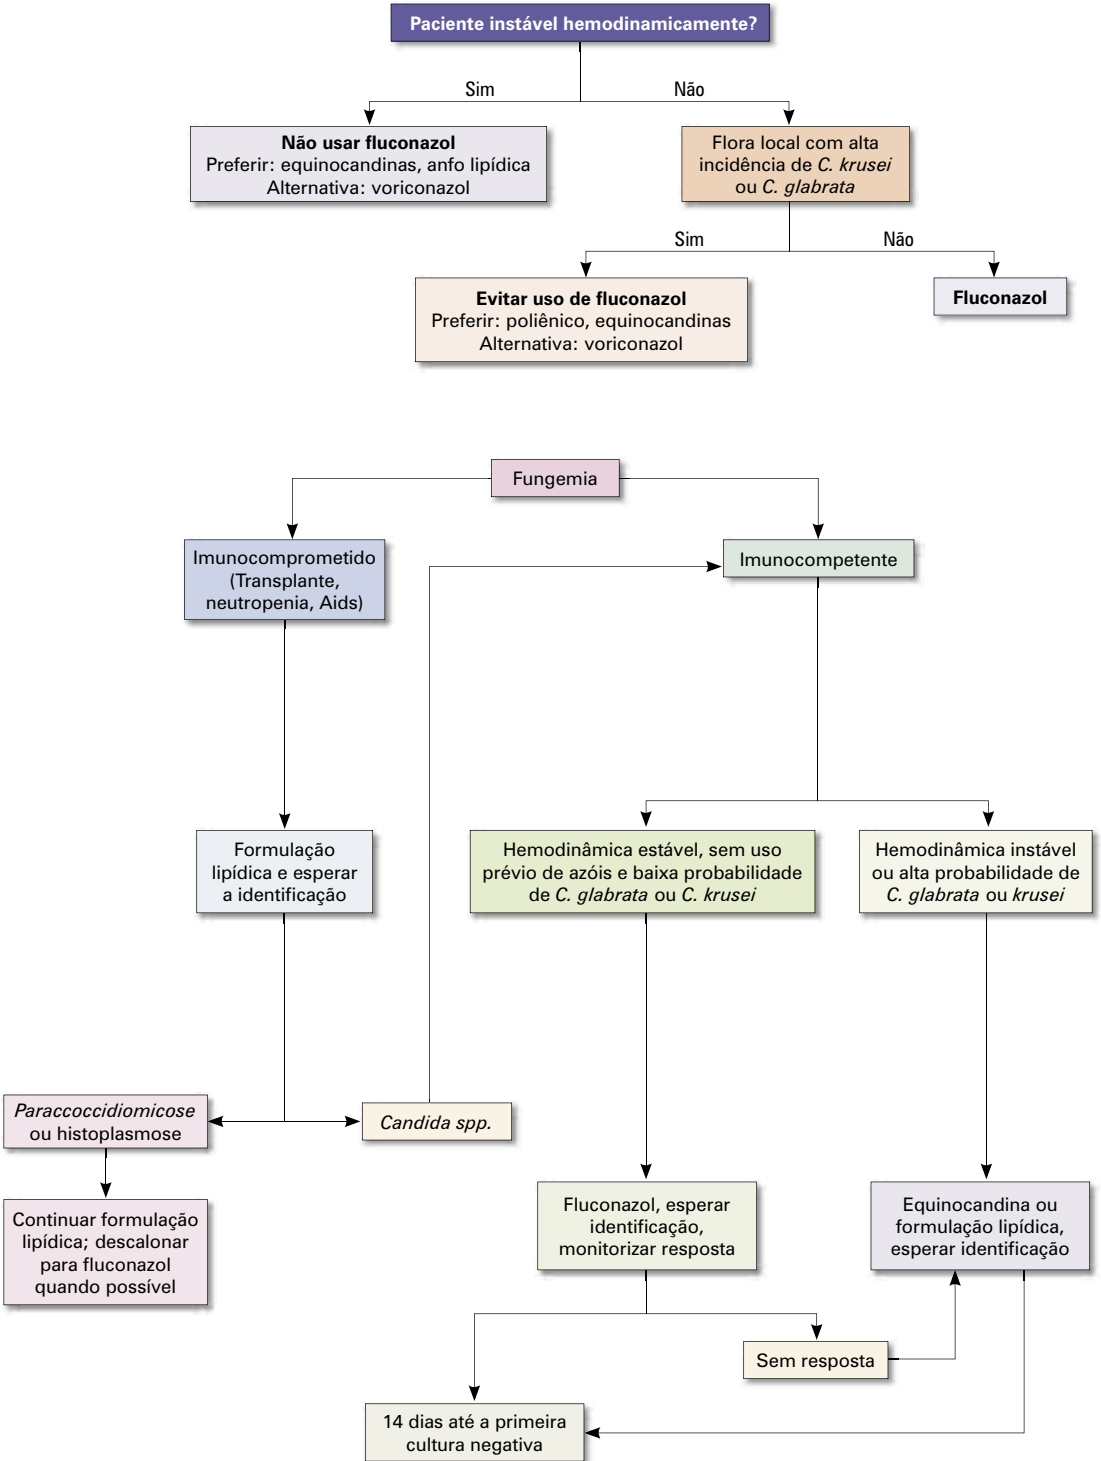 Paciente instável hemodinamicamente?
Sim
Não
Não usar fluconazol
Preferir: equinocandinas, anfo lipídica
Alternativa: voriconazol
Flora local com alta
incidência de C. krusei
ou C. glabrata
Sim
Não
Evitar uso de fluconazol
Preferir: poliênico, equinocandinas
Alternativa: voriconazol
Fluconazol
Fungemia
Imunocomprometido
(Transplante,
neutropenia, Aids)
Imunocompetente
Formulação
lipídica e esperar
a identificação
Hemodinâmica estável, sem uso
prévio de azóis e baixa probabilidade
de C. glabrata ou C. krusei
Hemodinâmica instável
ou alta probabilidade de
C. glabrata ou krusei
Paraccoccidiomicose
ou histoplasmose
Candida spp.
Continuar formulação
lipídica; descalonar
para fluconazol
quando possível
Fluconazol, esperar
identificação,
monitorizar resposta
Equinocandina ou
formulação lipídica,
esperar identificação
Sem resposta
14 dias até a primeira
cultura negativa